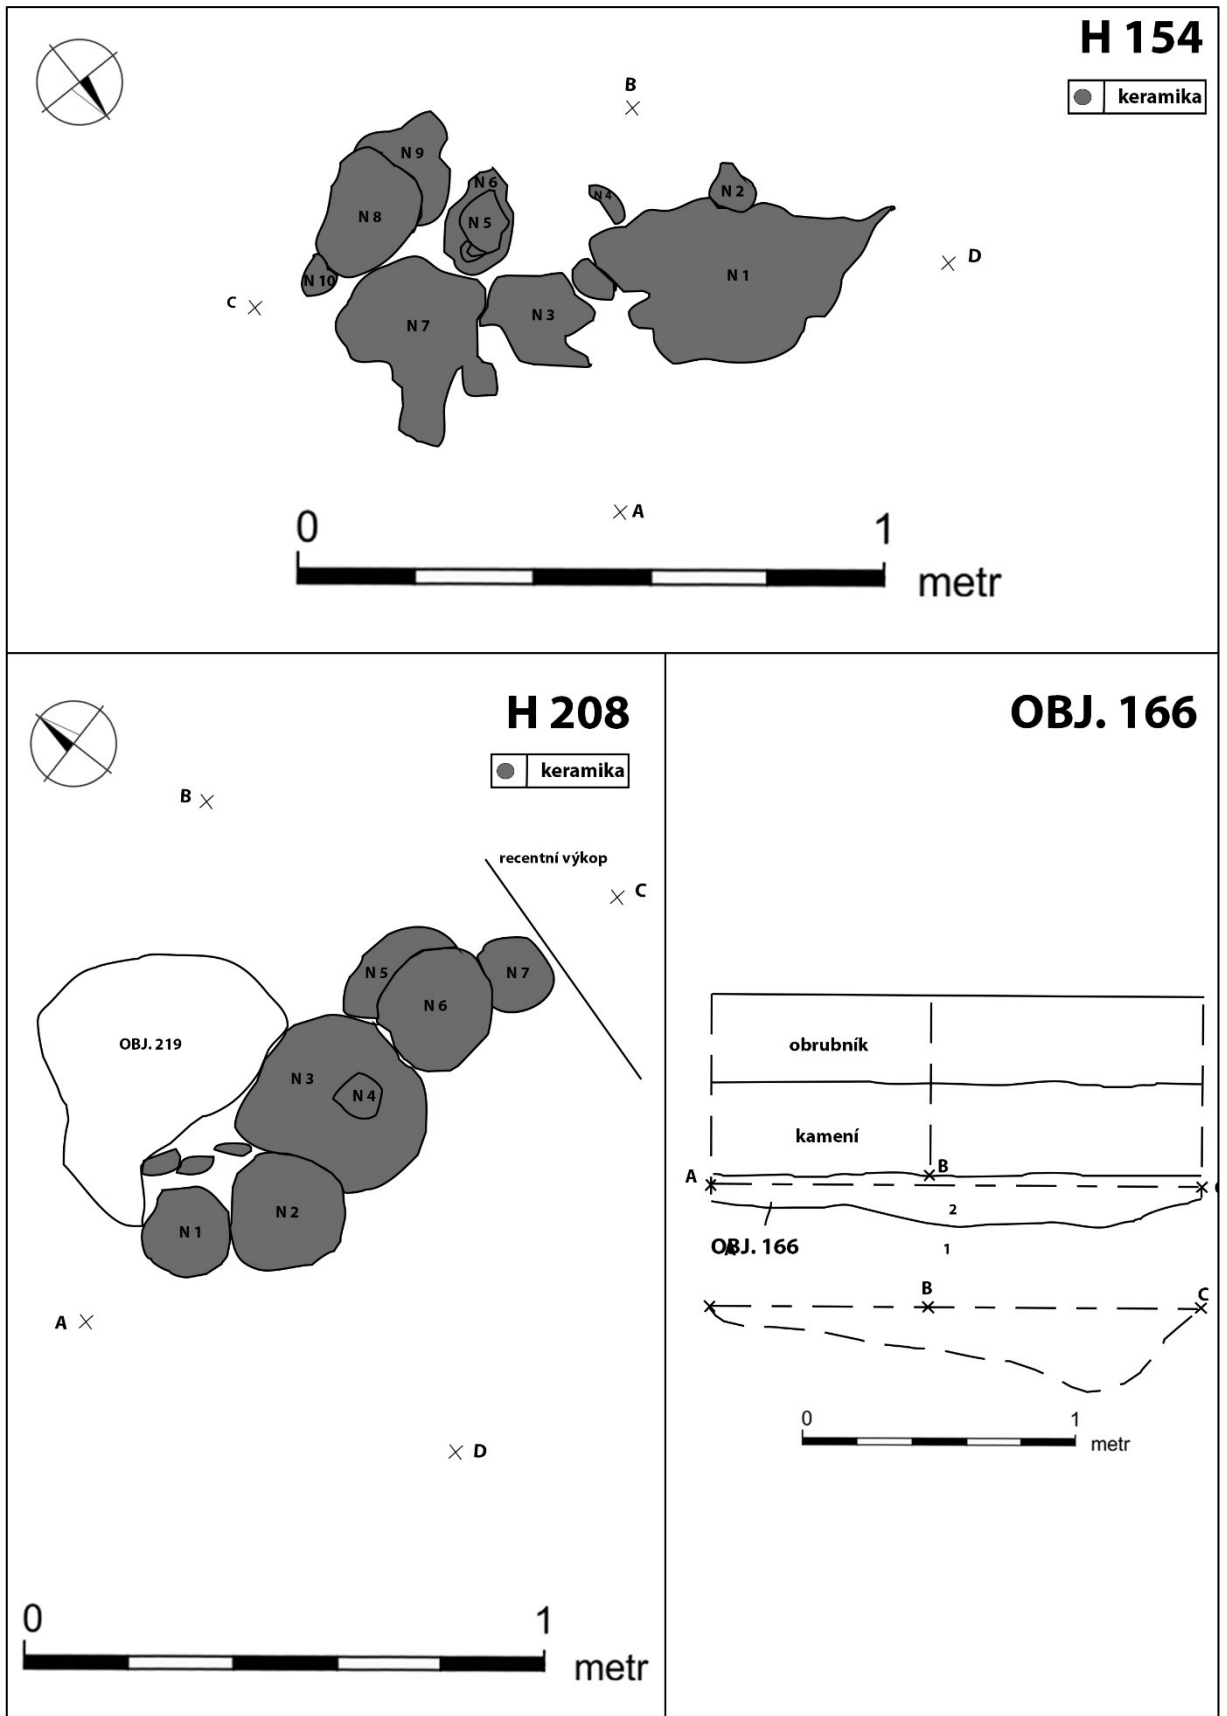 H 154
keramika
B
N 9
N 6
N 4
N 2
N 8
N 5
D
N 1
N 10
C
N 7
N 3
A
0 1
metr
H 208
keramika
B
recentní výkop
C
N 5
N 7
N 6
OBJ. 219
N 3
N 4
N 2
N 1
A
D
0 1
metr
OBJ. 166
obrubník
kamení
B
A
2
OBJ. 166
A
1
B
C
0 1
metr